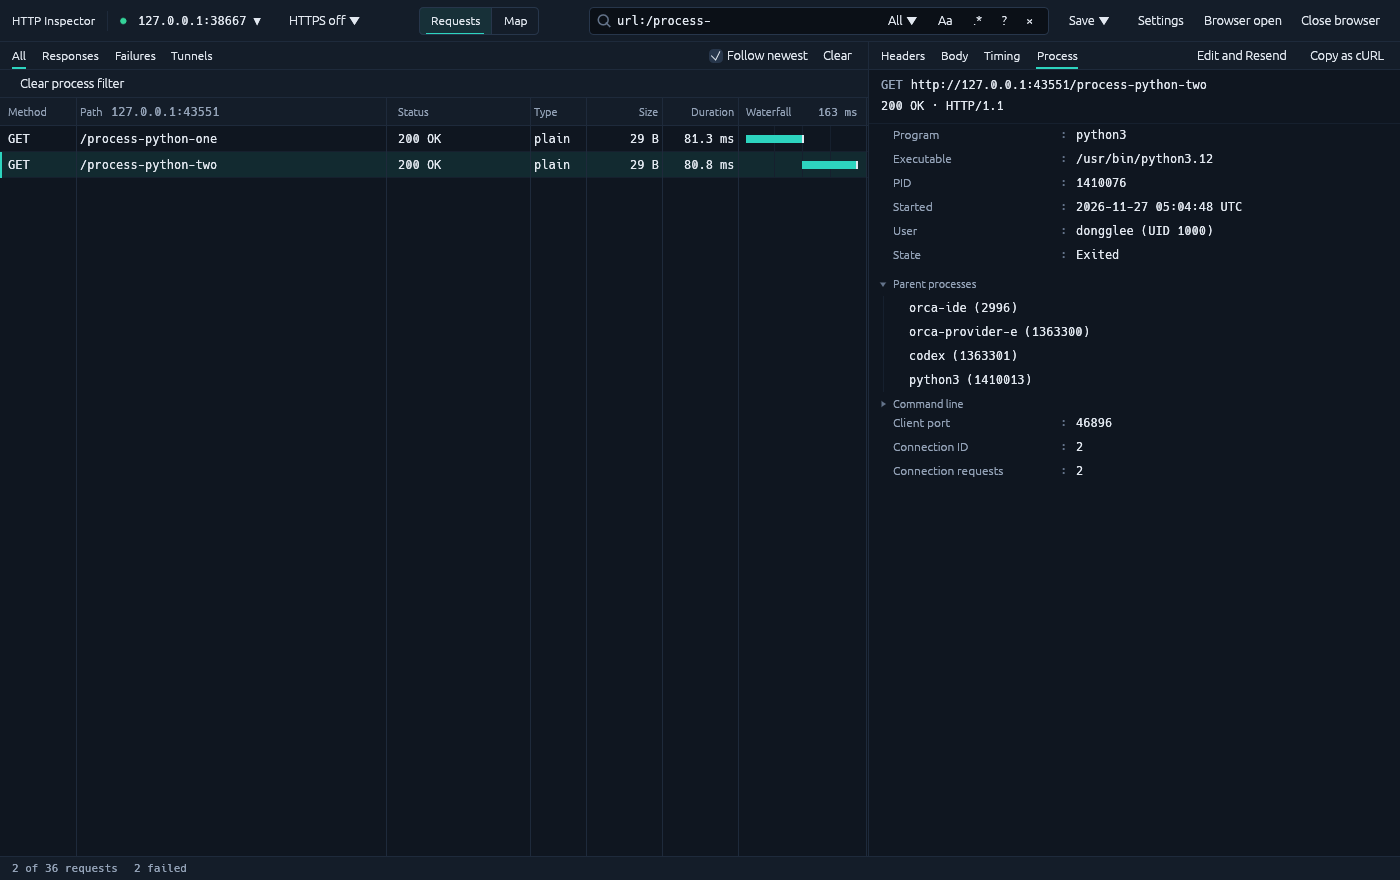 HTTP Inspector 127.0.0.1:38667 ▼ HTTPS off ▼ Requests Map url:/process- All ▼ Aa .* ? × Save ▼ Settings Browser open Close browser
All Responses Failures Tunnels Follow newest Clear
Clear process filter
Method Path 127.0.0.1:43551 Status Type Size Duration Waterfall 163 ms
GET /process-python-one 200 OK plain 29 B 81.3 ms
GET /process-python-two 200 OK plain 29 B 80.8 ms
Headers Body Timing Process Edit and Resend Copy as cURL
GET http://127.0.0.1:43551/process-python-two
200 OK · HTTP/1.1
Program : python3
Executable : /usr/bin/python3.12
PID : 1410076
Started : 2026-11-27 05:04:48 UTC
User : dongglee (UID 1000)
State : Exited
Parent processes
orca-ide (2996)
orca-provider-e (1363300)
codex (1363301)
python3 (1410013)
Command line
Client port : 46896
Connection ID : 2
Connection requests : 2
2 of 36 requests 2 failed